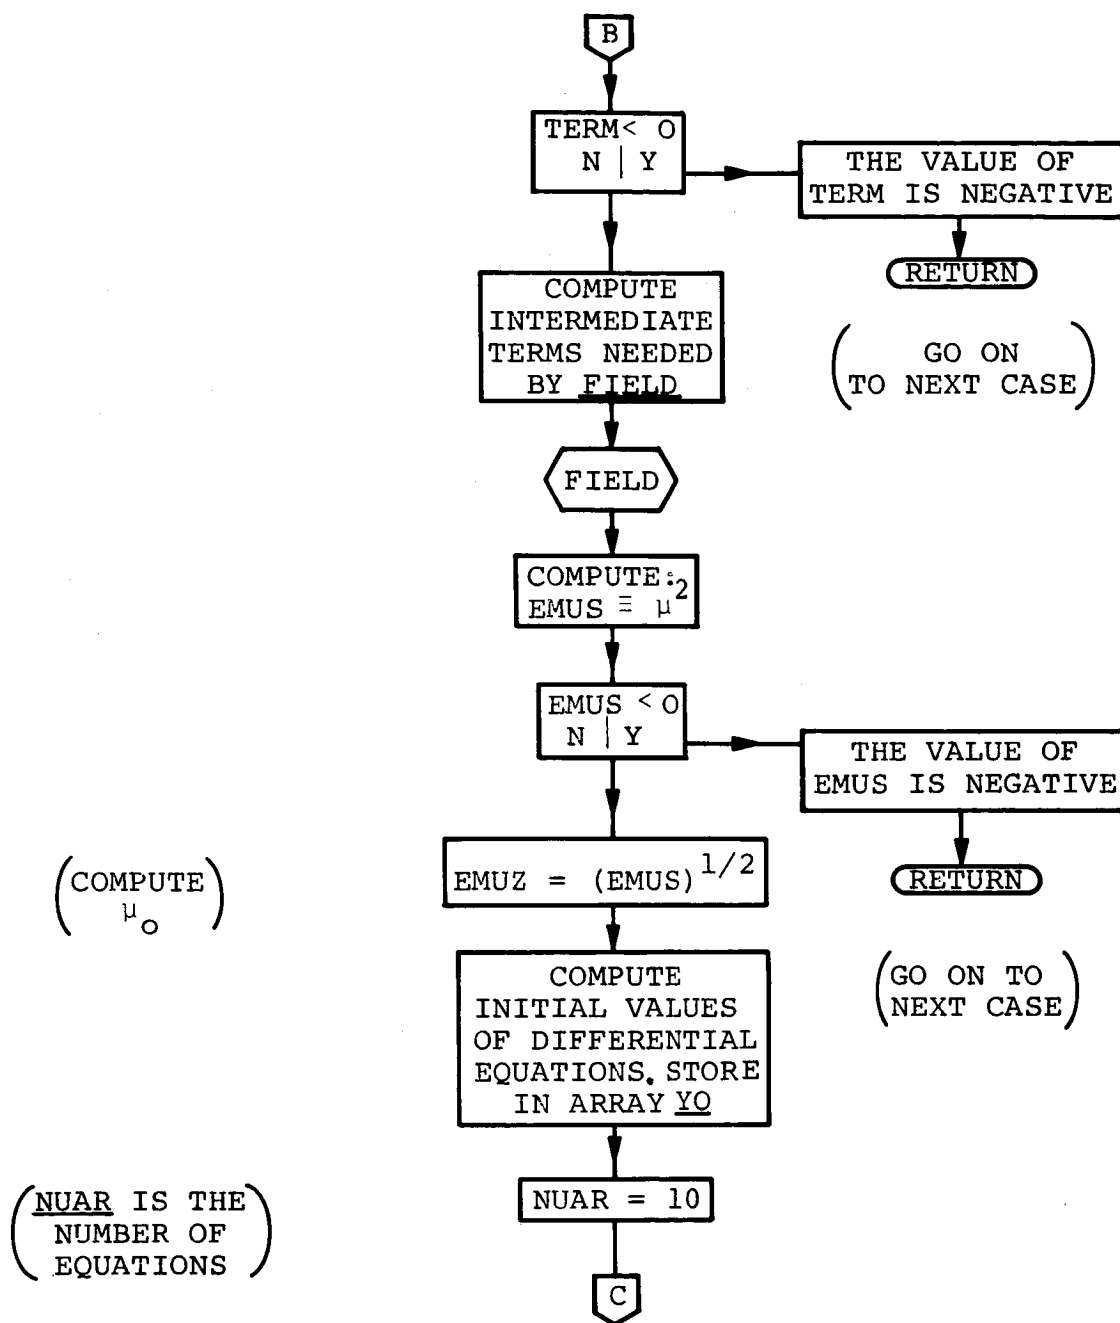 B
TERM< O
N | Y
THE VALUE OF
TERM IS NEGATIVE
RETURN
(GO ON
TO NEXT CASE)
COMPUTE
INTERMEDIATE
TERMS NEEDED
BY FIELD
FIELD
COMPUTE:
EMUS ≡ μ²
EMUS < O
N | Y
THE VALUE OF
EMUS IS NEGATIVE
RETURN
(GO ON TO
NEXT CASE)
(COMPUTE
μₒ)
EMUZ = (EMUS)^1/2
COMPUTE
INITIAL VALUES
OF DIFFERENTIAL
EQUATIONS. STORE
IN ARRAY YO
(NUAR IS THE
NUMBER OF
EQUATIONS)
NUAR = 10
C